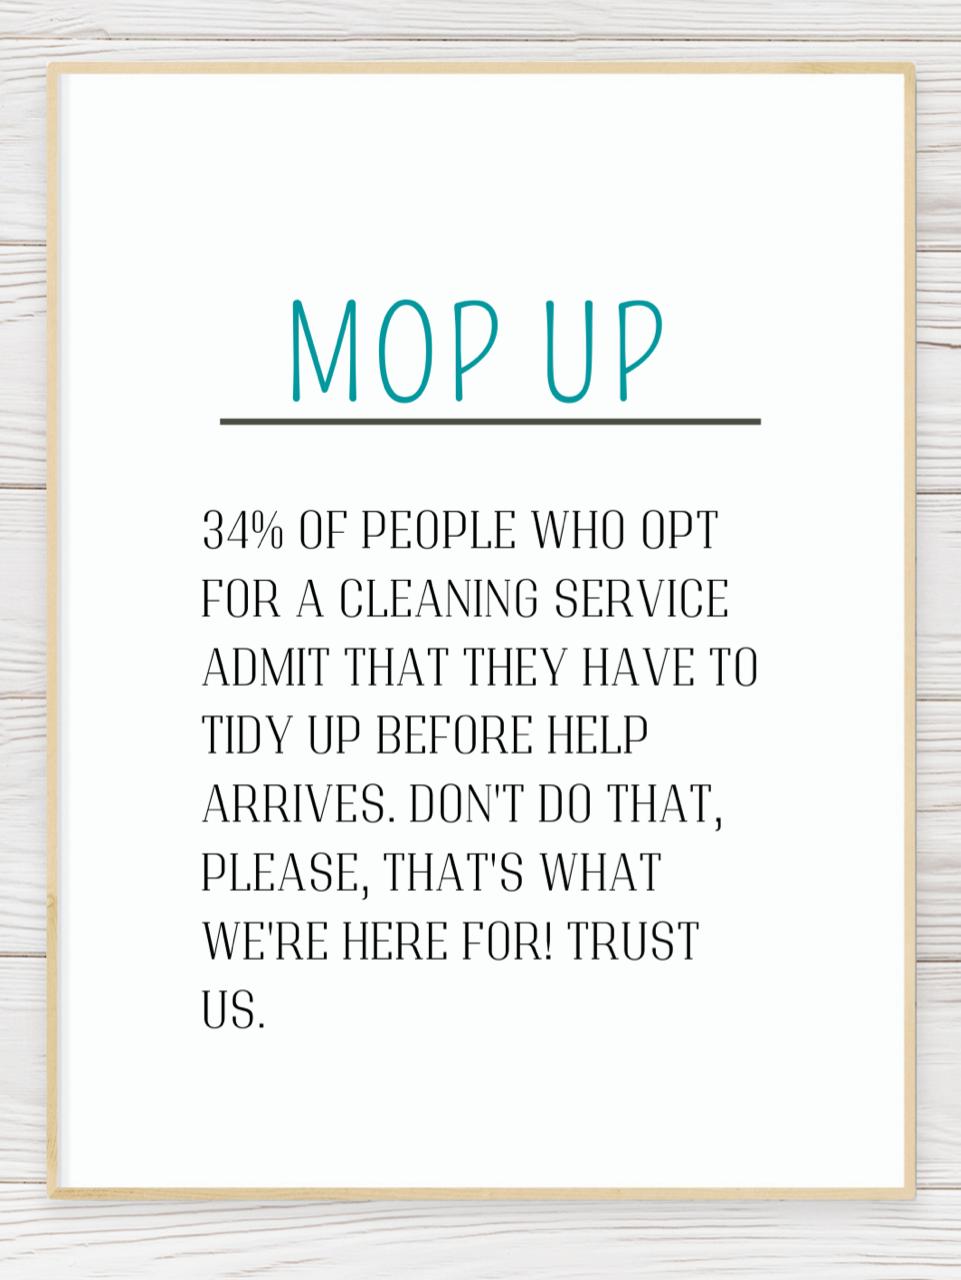 MOP UP
34% OF PEOPLE WHO OPT
FOR A CLEANING SERVICE
ADMIT THAT THEY HAVE TO
TIDY UP BEFORE HELP
ARRIVES. DON'T DO THAT,
PLEASE, THAT'S WHAT
WE'RE HERE FOR! TRUST
US.